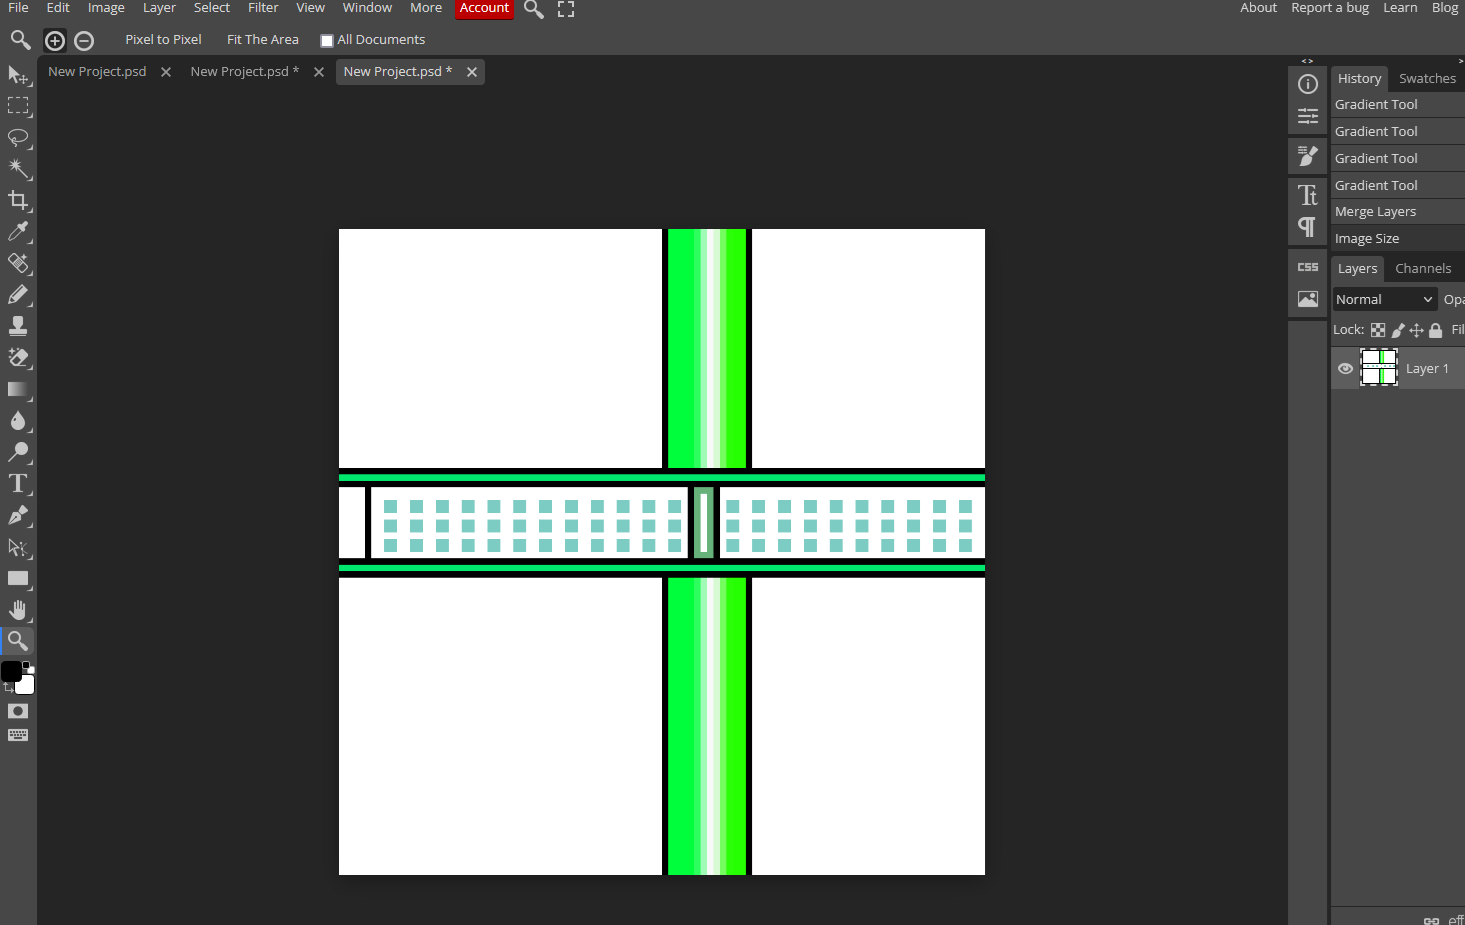 File Edit Image Layer Select Filter View Window More Account About Report a bug Learn Blog
Pixel to Pixel Fit The Area All Documents
New Project.psd New Project.psd * New Project.psd *
History Swatches
Gradient Tool
Gradient Tool
Gradient Tool
Gradient Tool
Merge Layers
Image Size
CSS
Layers Channels
Normal Opa
Lock: Fil
Layer 1
eff